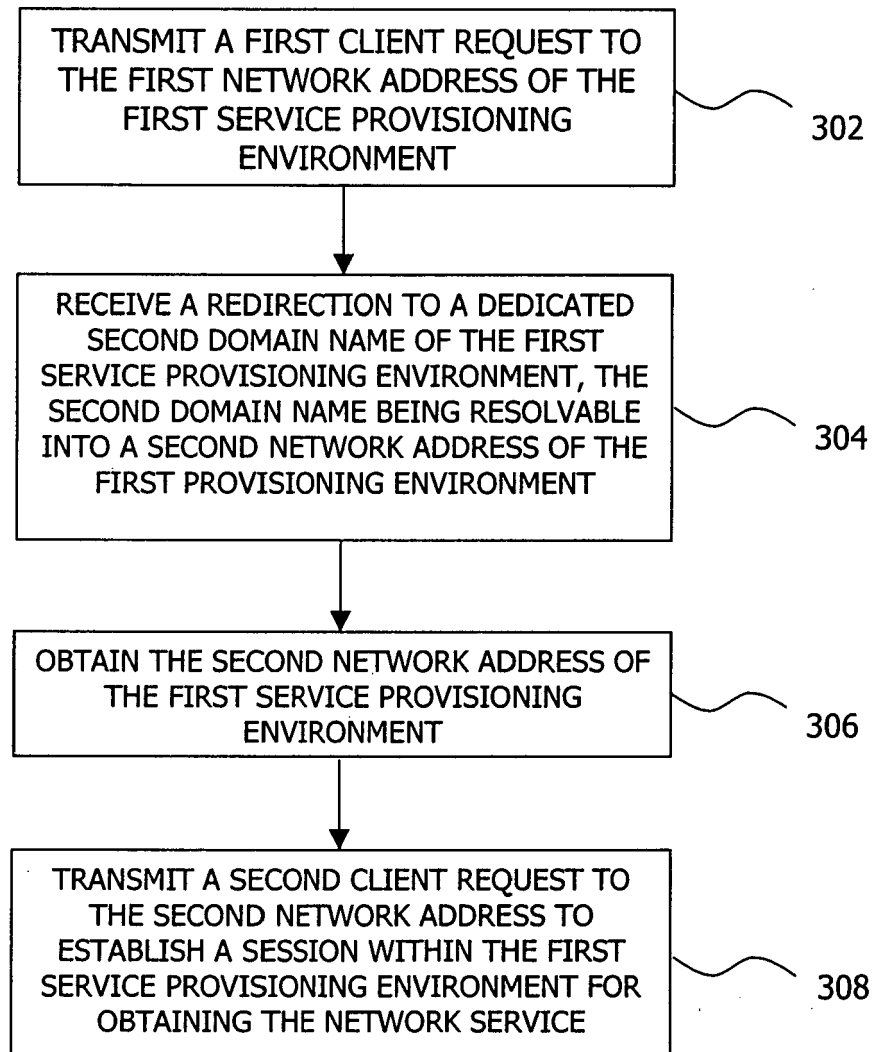 TRANSMIT A FIRST CLIENT REQUEST TO
THE FIRST NETWORK ADDRESS OF THE
FIRST SERVICE PROVISIONING
ENVIRONMENT
302
RECEIVE A REDIRECTION TO A DEDICATED
SECOND DOMAIN NAME OF THE FIRST
SERVICE PROVISIONING ENVIRONMENT, THE
SECOND DOMAIN NAME BEING RESOLVABLE
INTO A SECOND NETWORK ADDRESS OF THE
FIRST PROVISIONING ENVIRONMENT
304
OBTAIN THE SECOND NETWORK ADDRESS OF
THE FIRST SERVICE PROVISIONING
ENVIRONMENT
306
TRANSMIT A SECOND CLIENT REQUEST TO
THE SECOND NETWORK ADDRESS TO
ESTABLISH A SESSION WITHIN THE FIRST
SERVICE PROVISIONING ENVIRONMENT FOR
OBTAINING THE NETWORK SERVICE
308